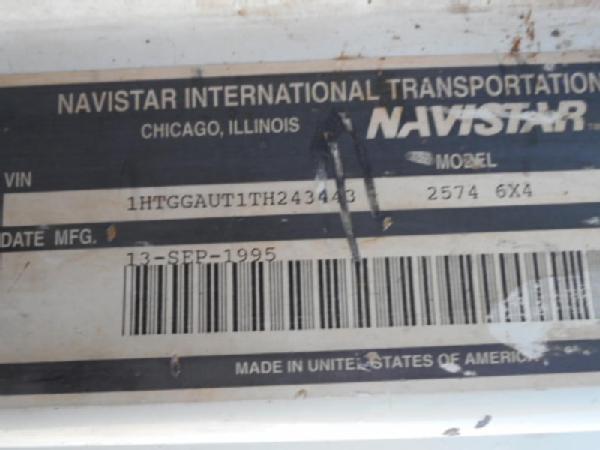 NAVISTAR INTERNATIONAL TRANSPORTATION
CHICAGO, ILLINOIS NAVISTAR
VIN MODEL
1HTGGAUT1TH243443 2574 6X4
DATE MFG.
13-SEP-1995
MADE IN UNITED STATES OF AMERICA